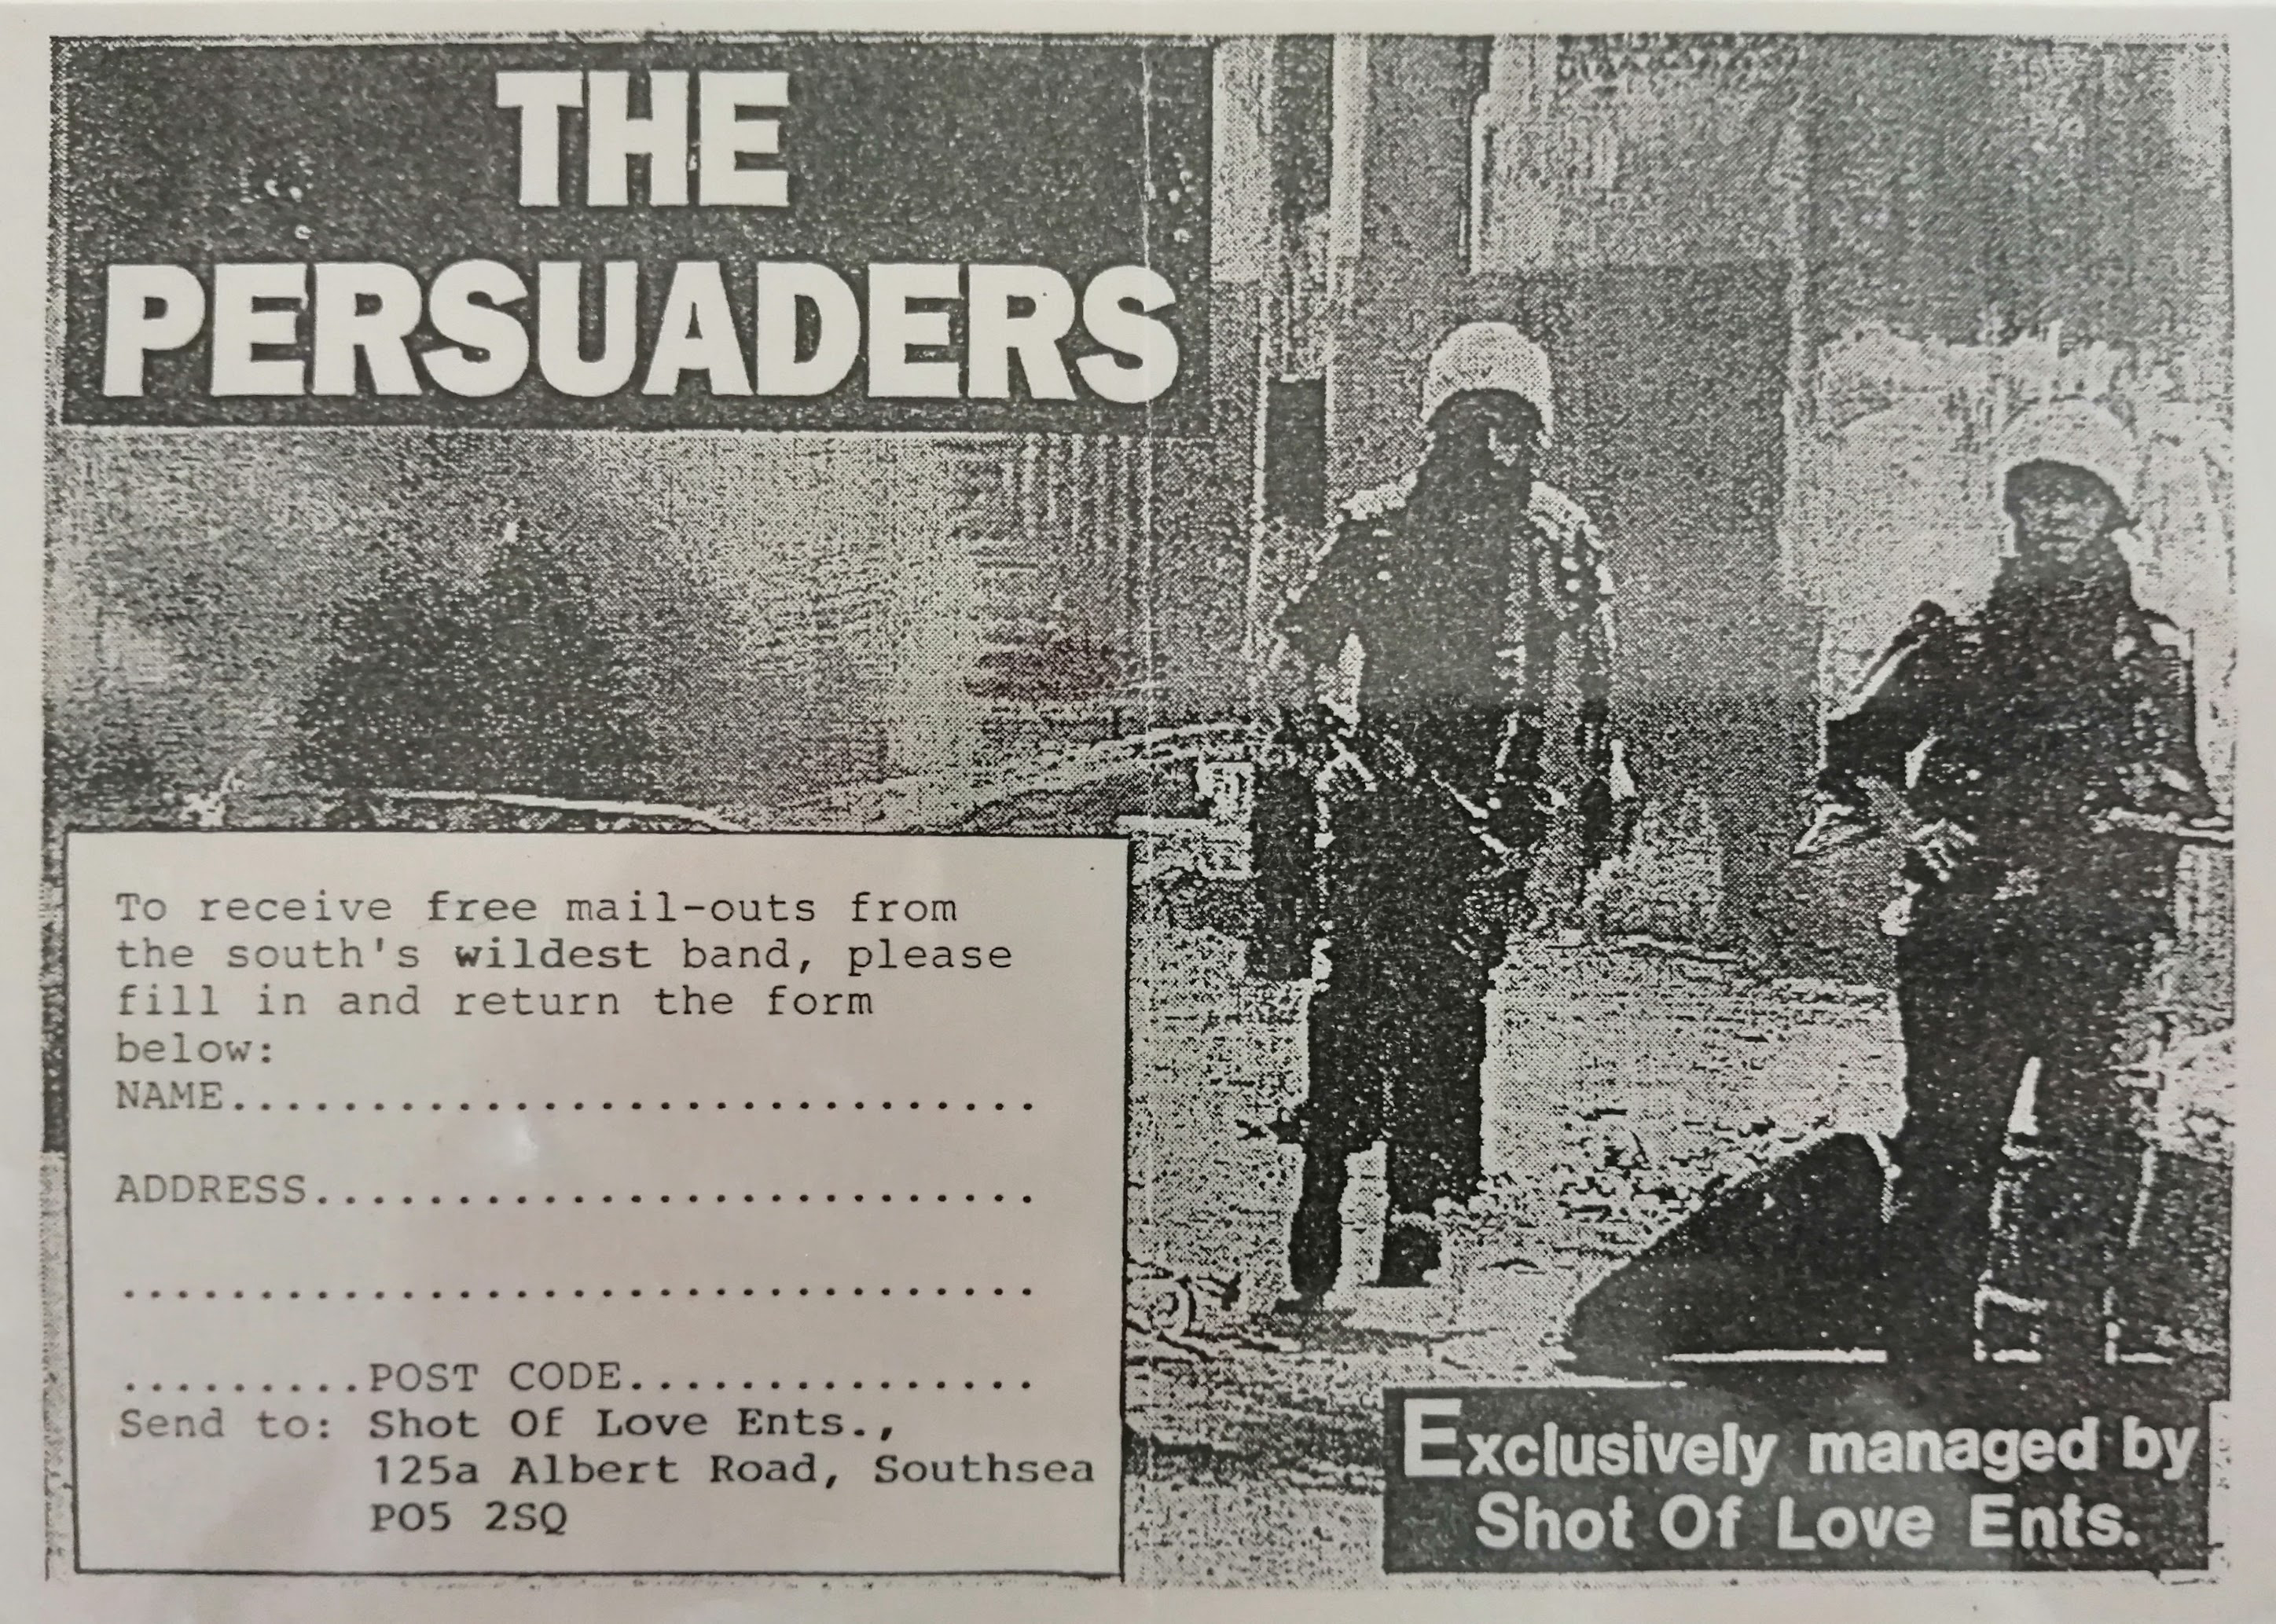 THE
PERSUADERS
To receive free mail-outs from
the south's wildest band, please
fill in and return the form
below:
NAME.................................
ADDRESS..........................
.................................
.........POST CODE...............
Send to: Shot Of Love Ents.,
125a Albert Road, Southsea
PO5 2SQ
Exclusively managed by
Shot Of Love Ents.